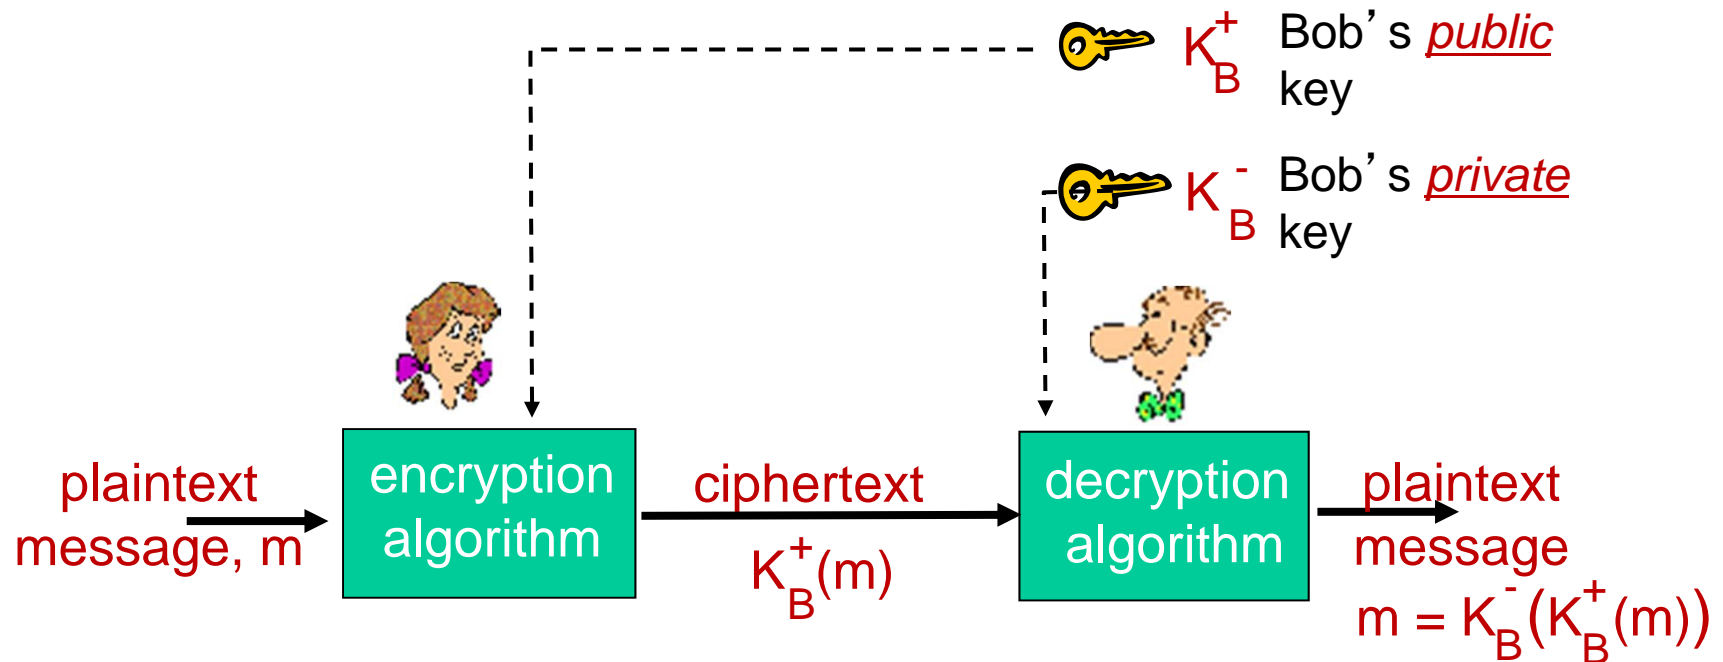 K_B^+ Bob's public
key
K_B^- Bob's private
key
plaintext
message, m
encryption
algorithm
ciphertext
K_B^+(m)
decryption
algorithm
plaintext
message
m = K_B^-(K_B^+(m))